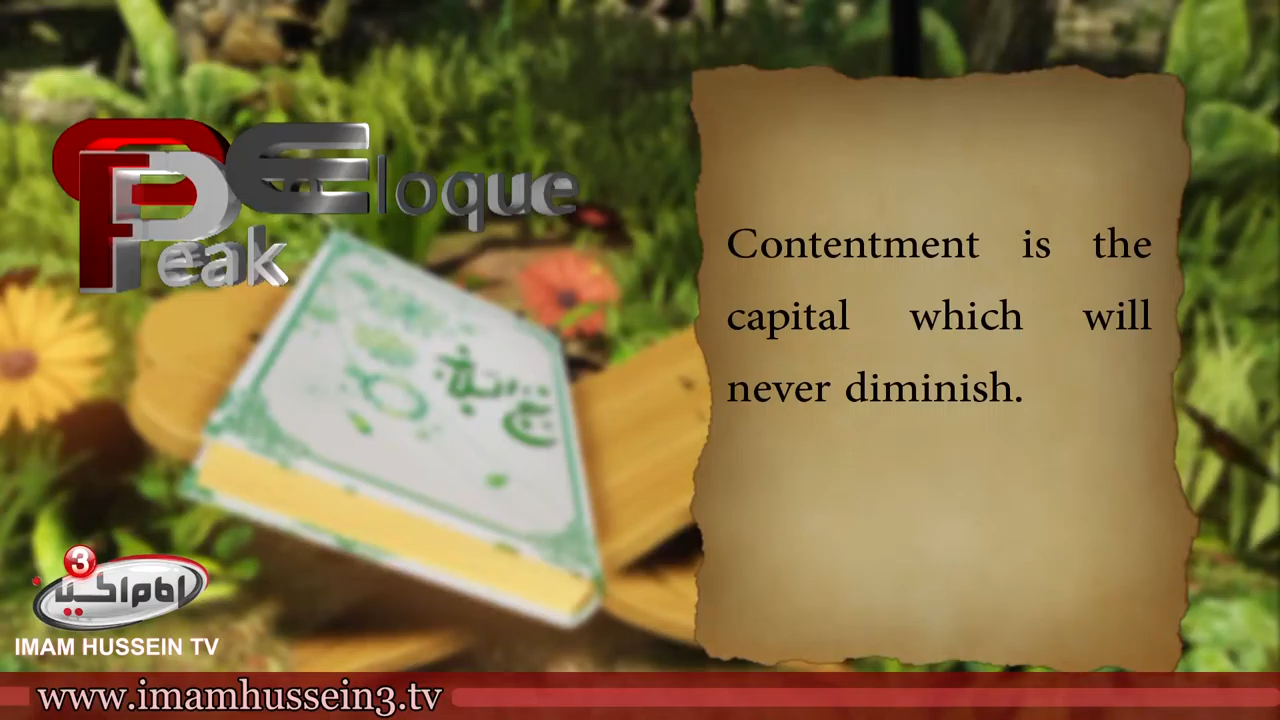 Eloque
Peak
Contentment is the
capital which will
never diminish.
3
IMAM HUSSEIN TV
www.imamhussein3.tv